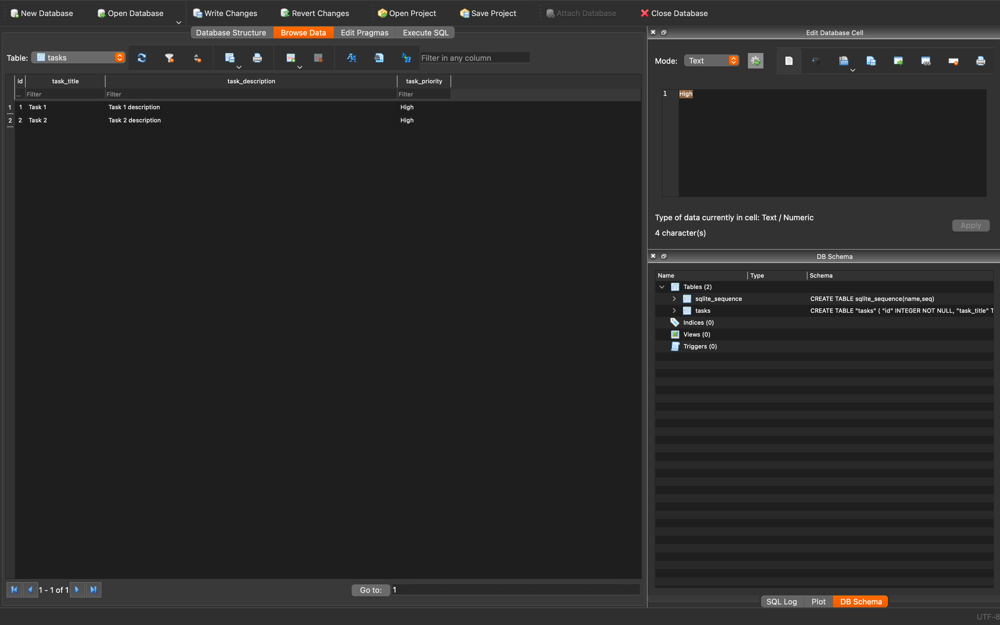 New Database Open Database Write Changes Revert Changes Open Project Save Project Attach Database Close Database
Database Structure Browse Data Edit Pragmas Execute SQL
Table: tasks Filter in any column
id task_title task_description task_priority
... Filter Filter Filter
1 1 Task 1 Task 1 description High
2 2 Task 2 Task 2 description High
1 - 1 of 1 Go to: 1
Edit Database Cell
Mode: Text
1 High
Type of data currently in cell: Text / Numeric
4 character(s)
Apply
DB Schema
Name Type Schema
Tables (2)
sqlite_sequence CREATE TABLE sqlite_sequence(name,seq)
tasks CREATE TABLE "tasks" ( "id" INTEGER NOT NULL, "task_title" T
Indices (0)
Views (0)
Triggers (0)
SQL Log Plot DB Schema
UTF-8